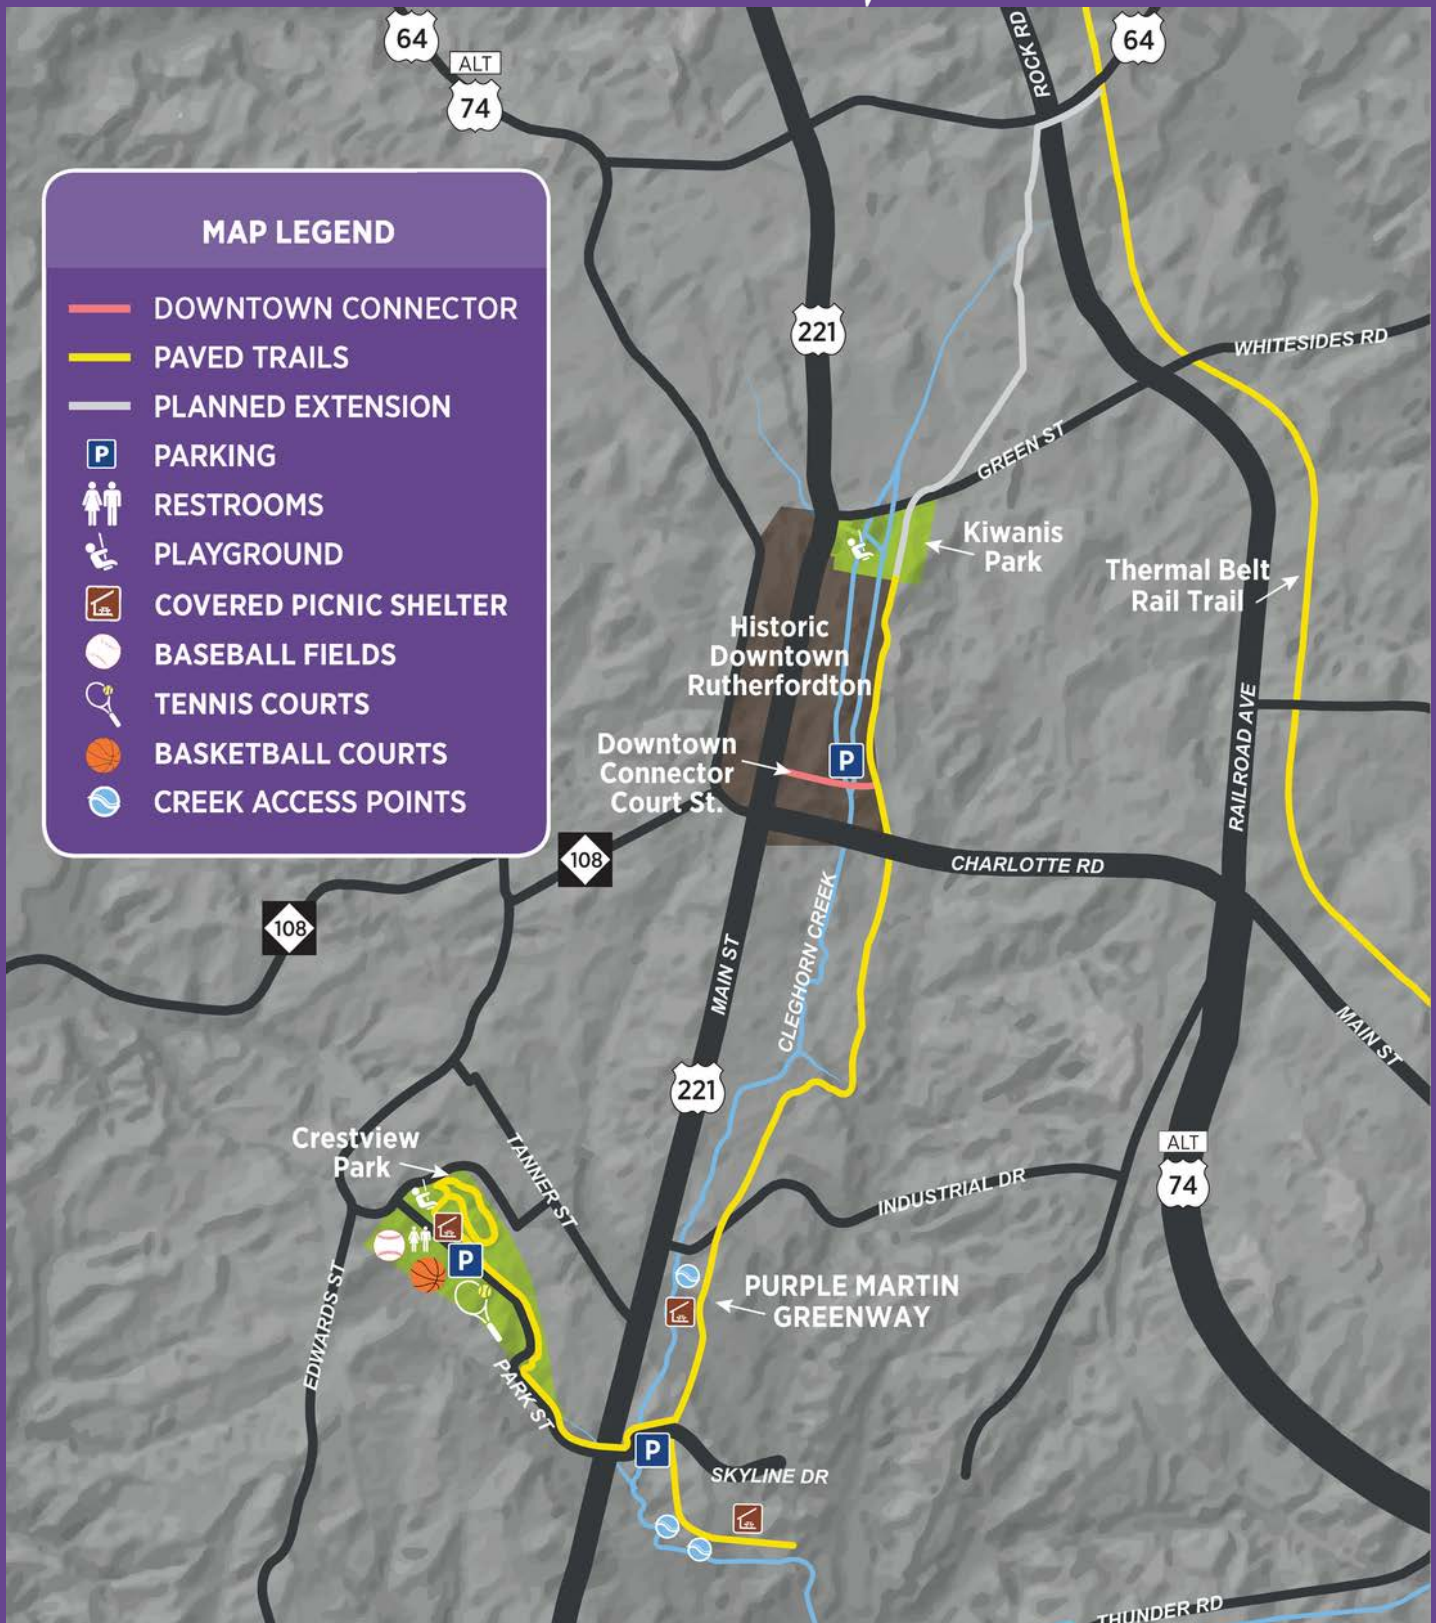 64
ALT
74
ROCK RD
64
MAP LEGEND
DOWNTOWN CONNECTOR
PAVED TRAILS
PLANNED EXTENSION
P PARKING
RESTROOMS
PLAYGROUND
COVERED PICNIC SHELTER
BASEBALL FIELDS
TENNIS COURTS
BASKETBALL COURTS
CREEK ACCESS POINTS
221
WHITESIDES RD
GREEN ST
Kiwanis
Park
Thermal Belt
Rail Trail
Historic
Downtown
Rutherfordton
Downtown
Connector
Court St.
P
RAILROAD AVE
108
108
CHARLOTTE RD
MAIN ST
CLEGHORN CREEK
MAIN ST
221
Crestview
Park
TANNER ST
ALT
74
INDUSTRIAL DR
P
EDWARDS ST
PURPLE MARTIN
GREENWAY
PARK ST
P
SKYLINE DR
THUNDER RD